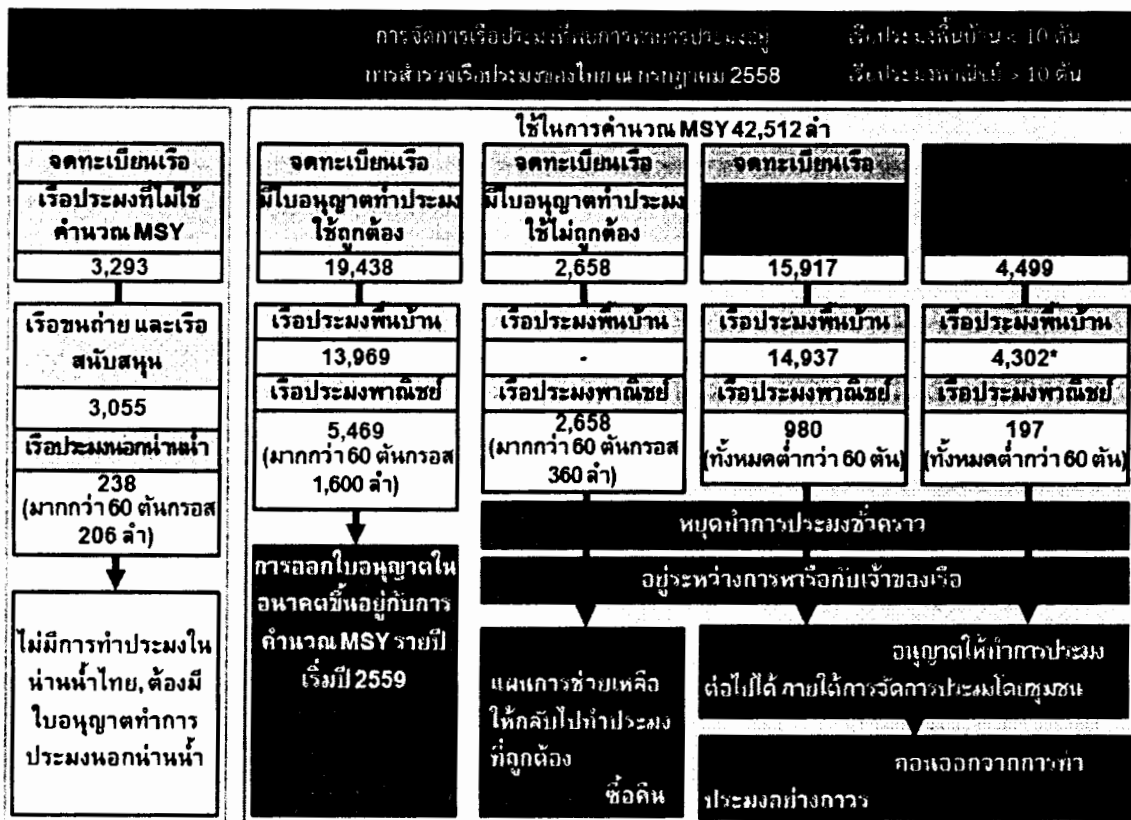 การจัดการเรือประมงที่พบการทำการประมงอยู่
เรือประมงพื้นบ้าน < 10 ตัน
การสำรวจเรือประมงของไทย ณ กรกฎาคม 2558
เรือประมงพาณิชย์ > 10 ตัน
ใช้ในการคำนวณ MSY 42,512 ลำ
จดทะเบียนเรือ
เรือประมงที่ไม่ใช้
คำนวณ MSY
3,293
เรือขนถ่าย และเรือ
สนับสนุน
3,055
เรือประมงนอกน่านน้ำ
238
(มากกว่า 60 ตันกรอส
206 ลำ)
ไม่มีการทำประมงใน
น่านน้ำไทย, ต้องมี
ใบอนุญาตทำการ
ประมงนอกน่านน้ำ
จดทะเบียนเรือ
มีใบอนุญาตทำประมง
ใช้ถูกต้อง
19,438
เรือประมงพื้นบ้าน
13,969
เรือประมงพาณิชย์
5,469
(มากกว่า 60 ตันกรอส
1,600 ลำ)
การออกใบอนุญาตใน
อนาคตขึ้นอยู่กับการ
คำนวณ MSY รายปี
เริ่มปี 2559
จดทะเบียนเรือ
มีใบอนุญาตทำประมง
ใช้ไม่ถูกต้อง
2,658
เรือประมงพื้นบ้าน
-
เรือประมงพาณิชย์
2,658
(มากกว่า 60 ตันกรอส
360 ลำ)
จดทะเบียนเรือ
15,917
เรือประมงพื้นบ้าน
14,937
เรือประมงพาณิชย์
980
(ทั้งหมดต่ำกว่า 60 ตัน)
4,499
เรือประมงพื้นบ้าน
4,302*
เรือประมงพาณิชย์
197
(ทั้งหมดต่ำกว่า 60 ตัน)
หยุดทำการประมงชั่วคราว
อยู่ระหว่างการหารือกับเจ้าของเรือ
แผนการช่วยเหลือ
ให้กลับไปทำประมง
ที่ถูกต้อง
ซื้อคืน
อนุญาตให้ทำการประมง
ต่อไปได้ ภายใต้การจัดการประมงโดยชุมชน
ถอนออกจากการทำ
ประมงอย่างถาวร